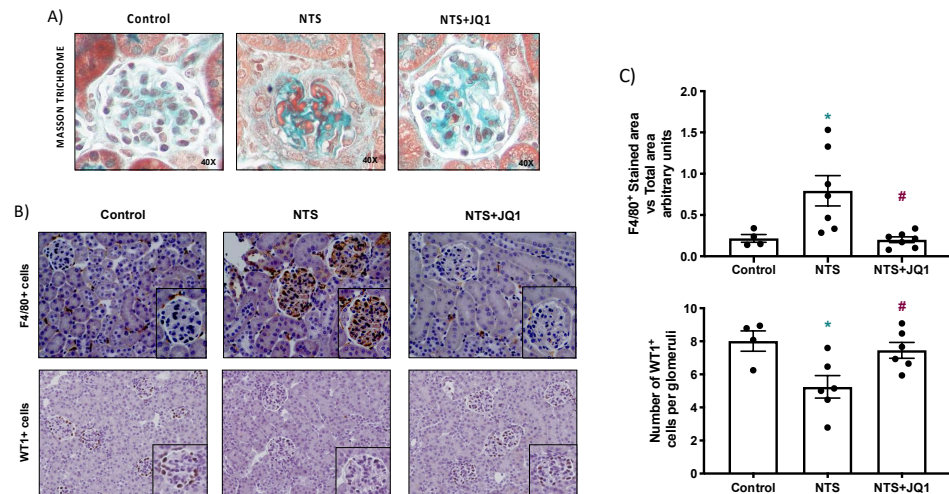 A)
Control
NTS
NTS+JQ1
MASSON TRICHROME
40X
40X
40X
B)
Control
NTS
NTS+JQ1
F4/80+ cells
WT1+ cells
C)
F4/80⁺ Stained area
vs Total area
arbitrary units
2.0
1.5
1.0
0.5
0.0
*
#
Control
NTS
NTS+JQ1
Number of WT1⁺
cells per glomeruli
10
8
6
4
2
0
*
#
Control
NTS
NTS+JQ1